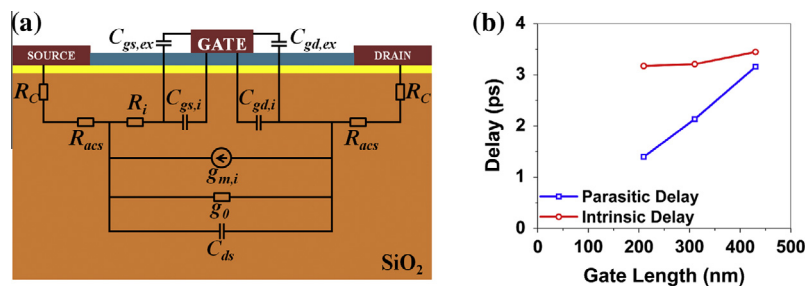 (a)
C_gs,ex
GATE
C_gd,ex
SOURCE
DRAIN
R_C
R_i
C_gs,i
C_gd,i
R_C
R_acs
R_acs
g_m,i
g_0
C_ds
SiO_2
(b)
4
3
2
1
0
Delay (ps)
Parasitic Delay
Intrinsic Delay
0 100 200 300 400 500
Gate Length (nm)